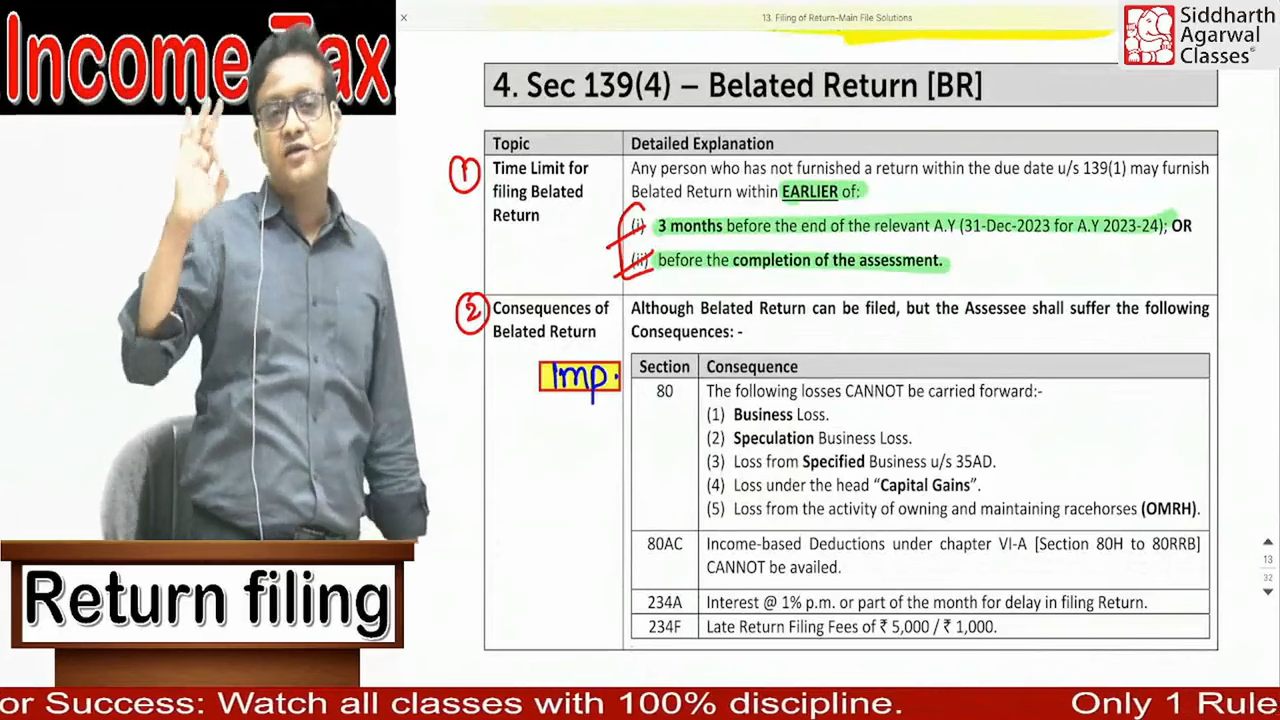 Income Tax
×
13. Filing of Return-Main File Solutions
Siddharth
Agarwal
Classes
4. Sec 139(4) – Belated Return [BR]
Topic
Detailed Explanation
1
Time Limit for
filing Belated
Return
Any person who has not furnished a return within the due date u/s 139(1) may furnish
Belated Return within EARLIER of:
(i) 3 months before the end of the relevant A.Y (31-Dec-2023 for A.Y 2023-24); OR
(ii) before the completion of the assessment.
2
Consequences of
Belated Return
Imp.
Although Belated Return can be filed, but the Assessee shall suffer the following
Consequences: -
Section
Consequence
80
The following losses CANNOT be carried forward:-
(1) Business Loss.
(2) Speculation Business Loss.
(3) Loss from Specified Business u/s 35AD.
(4) Loss under the head “Capital Gains”.
(5) Loss from the activity of owning and maintaining racehorses (OMRH).
80AC
Income-based Deductions under chapter VI-A [Section 80H to 80RRB]
CANNOT be availed.
234A
Interest @ 1% p.m. or part of the month for delay in filing Return.
234F
Late Return Filing Fees of ₹ 5,000 / ₹ 1,000.
13
32
Return filing
or Success: Watch all classes with 100% discipline. Only 1 Rule